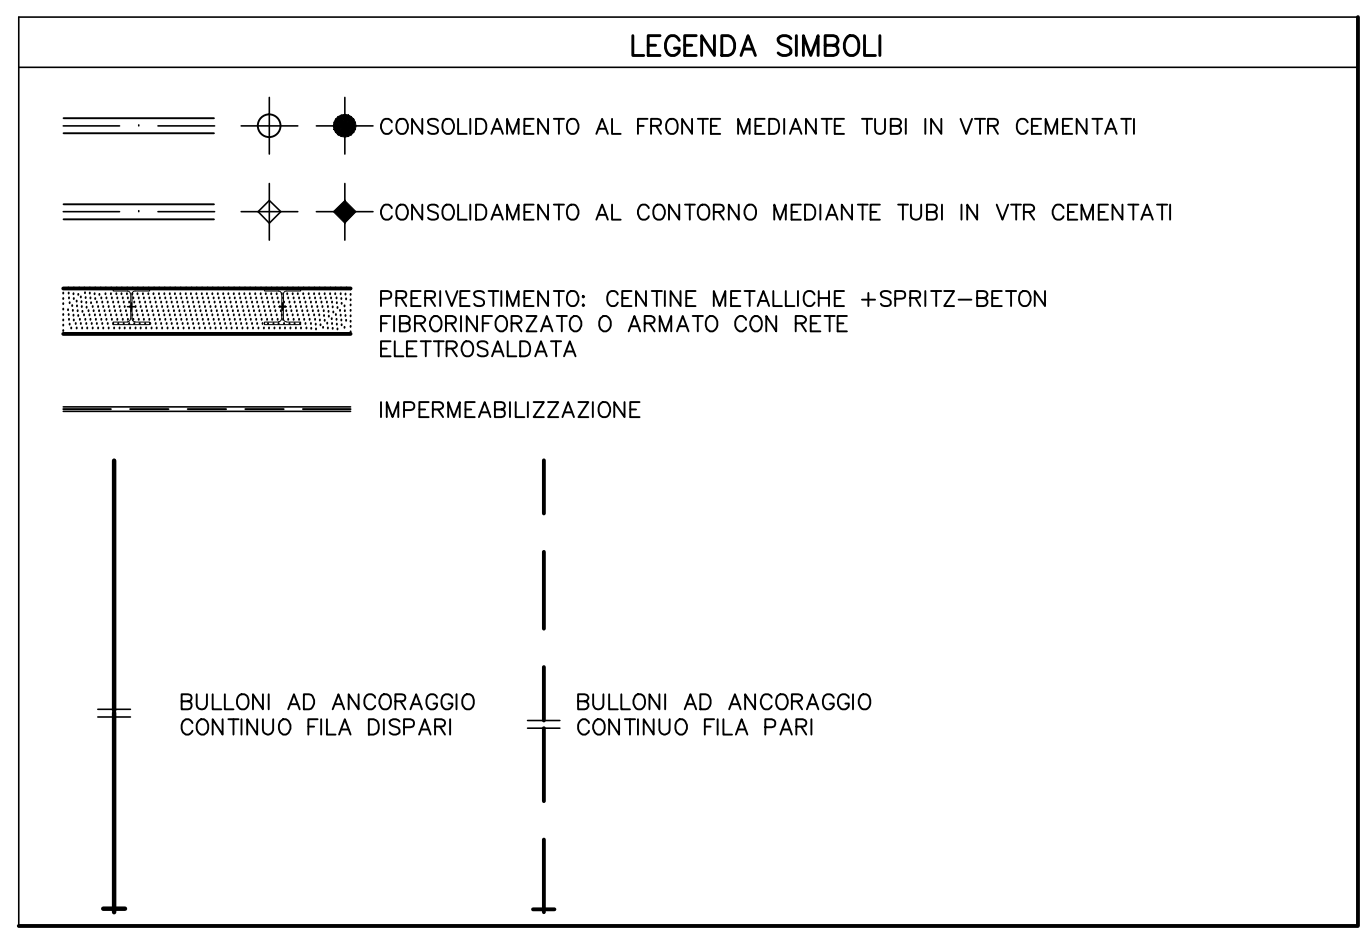 LEGENDA SIMBOLI
CONSOLIDAMENTO AL FRONTE MEDIANTE TUBI IN VTR CEMENTATI
CONSOLIDAMENTO AL CONTORNO MEDIANTE TUBI IN VTR CEMENTATI
PRERIVESTIMENTO: CENTINE METALLICHE +SPRITZ-BETON
FIBRORINFORZATO O ARMATO CON RETE
ELETTROSALDATA
IMPERMEABILIZZAZIONE
BULLONI AD ANCORAGGIO
CONTINUO FILA DISPARI
BULLONI AD ANCORAGGIO
CONTINUO FILA PARI